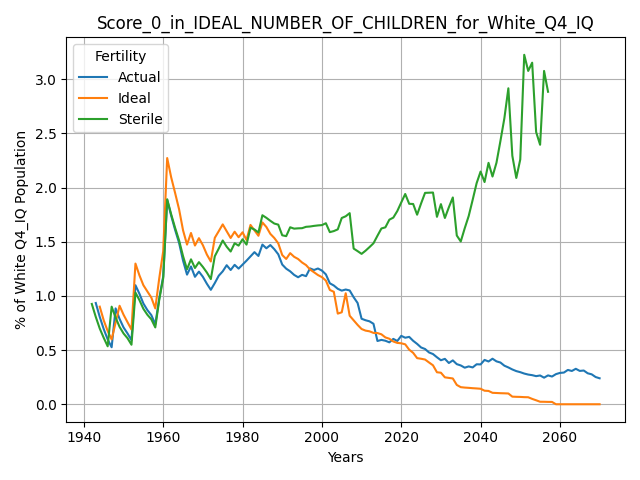 Score_0_in_IDEAL_NUMBER_OF_CHILDREN_for_White_Q4_IQ
Fertility
Actual
Ideal
Sterile
% of White Q4_IQ Population
3.0
2.5
2.0
1.5
1.0
0.5
0.0
1940 1960 1980 2000 2020 2040 2060
Years